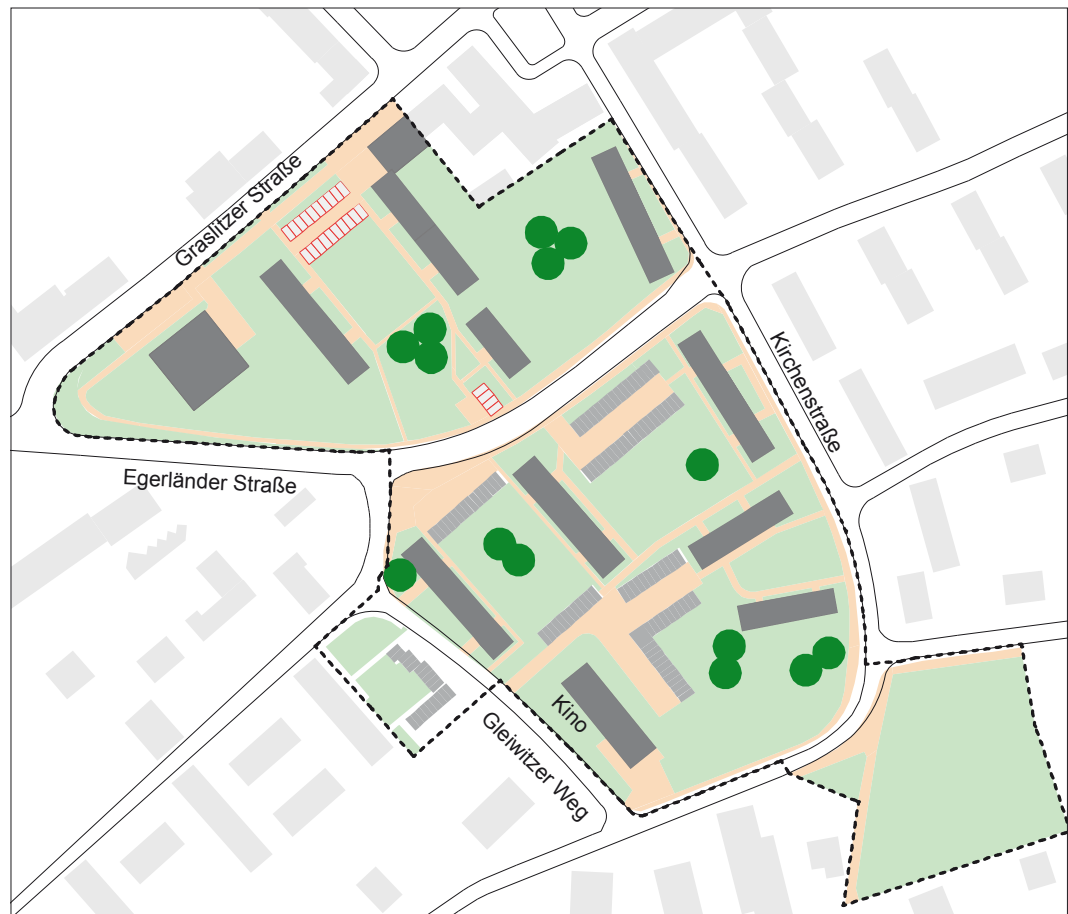 Graslitzer Straße
Kirchenstraße
Egerländer Straße
Kino
Gleiwitzer Weg